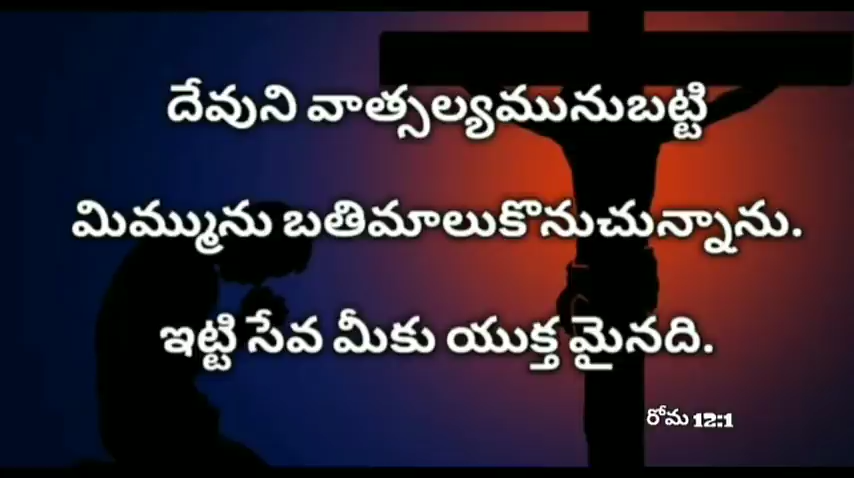 దేవుని వాత్సల్యమునుబట్టి
మిమ్మును బతిమాలుకొనుచున్నాను.
ఇట్టి సేవ మీకు యుక్త మైనది.
రోమ 12:1